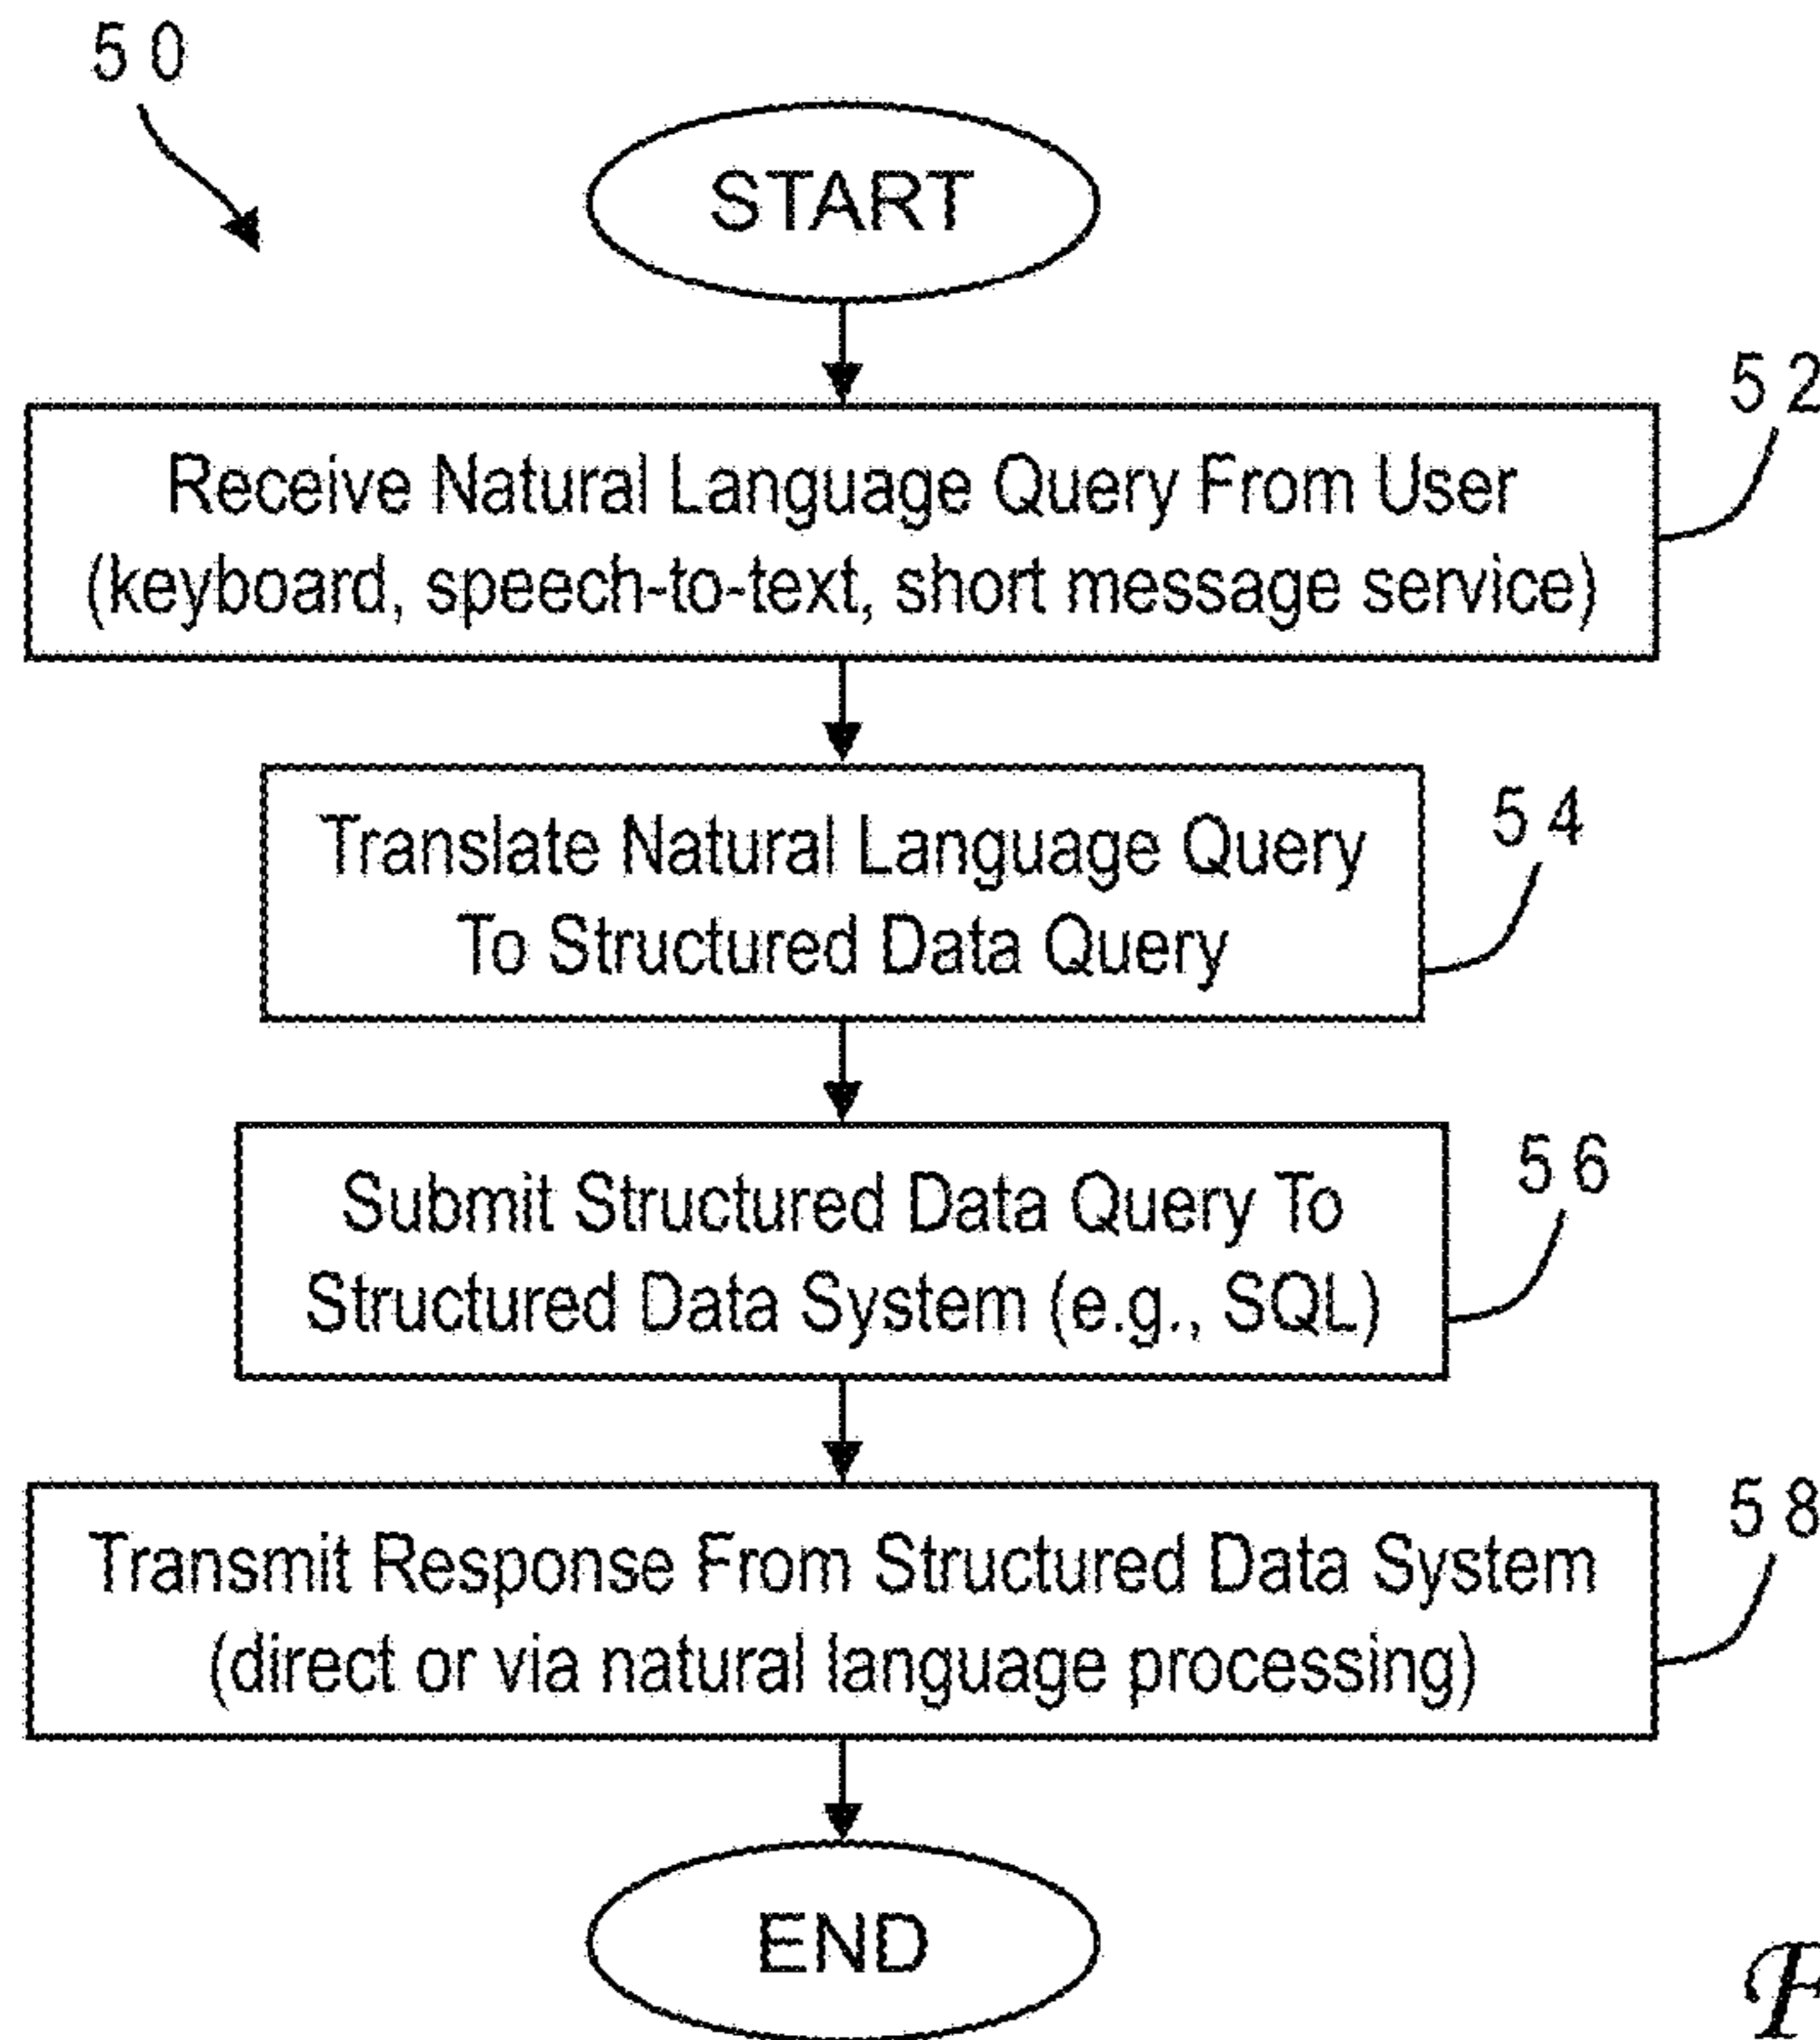 50
START
52
Receive Natural Language Query From User
(keyboard, speech-to-text, short message service)
54
Translate Natural Language Query
To Structured Data Query
56
Submit Structured Data Query To
Structured Data System (e.g., SQL)
58
Transmit Response From Structured Data System
(direct or via natural language processing)
END